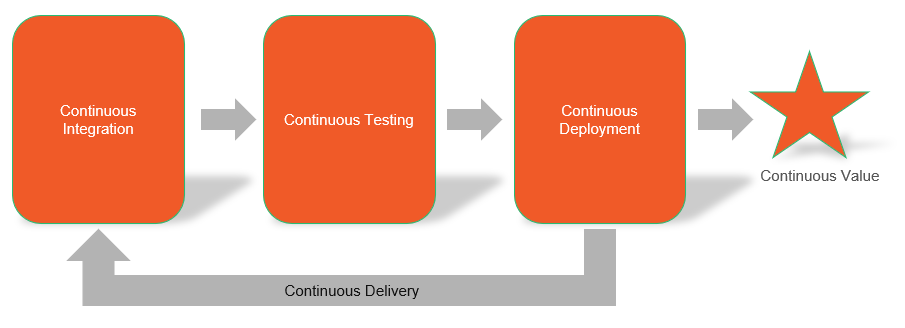 Continuous
Integration
Continuous Testing
Continuous
Deployment
Continuous Value
Continuous Delivery